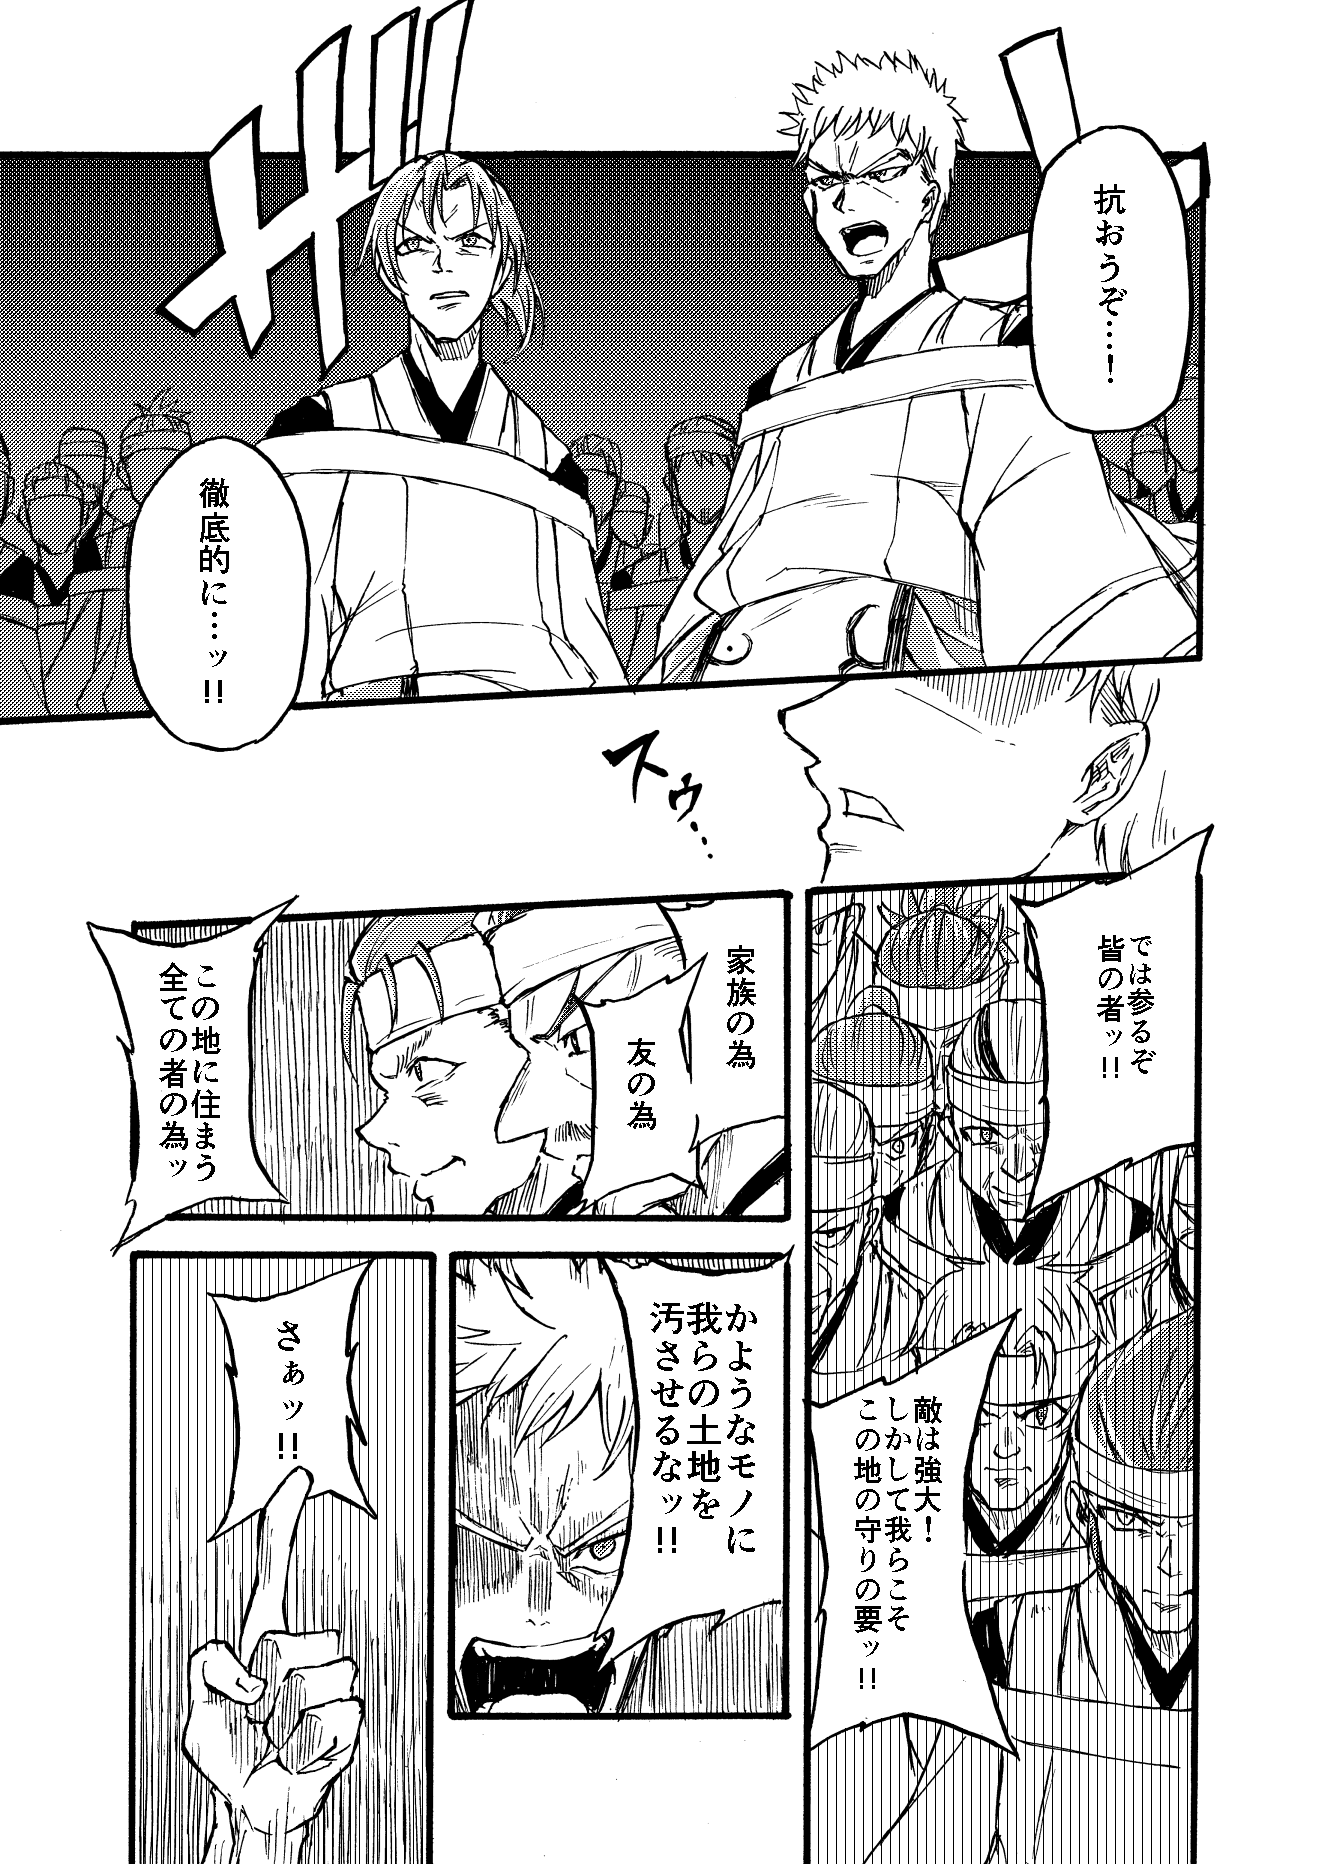 抗おうぞ…！
ザッ
徹底的に…ッ!!
スゥ…
では参るぞ
皆の者ッ!!
敵は強大！
しかして我らこそ
この地の守りの要ッ!!
家族の為
友の為
この地に住まう
全ての者の為ッ
かようなモノに
我らの土地を
汚させるなッ!!
さぁッ!!